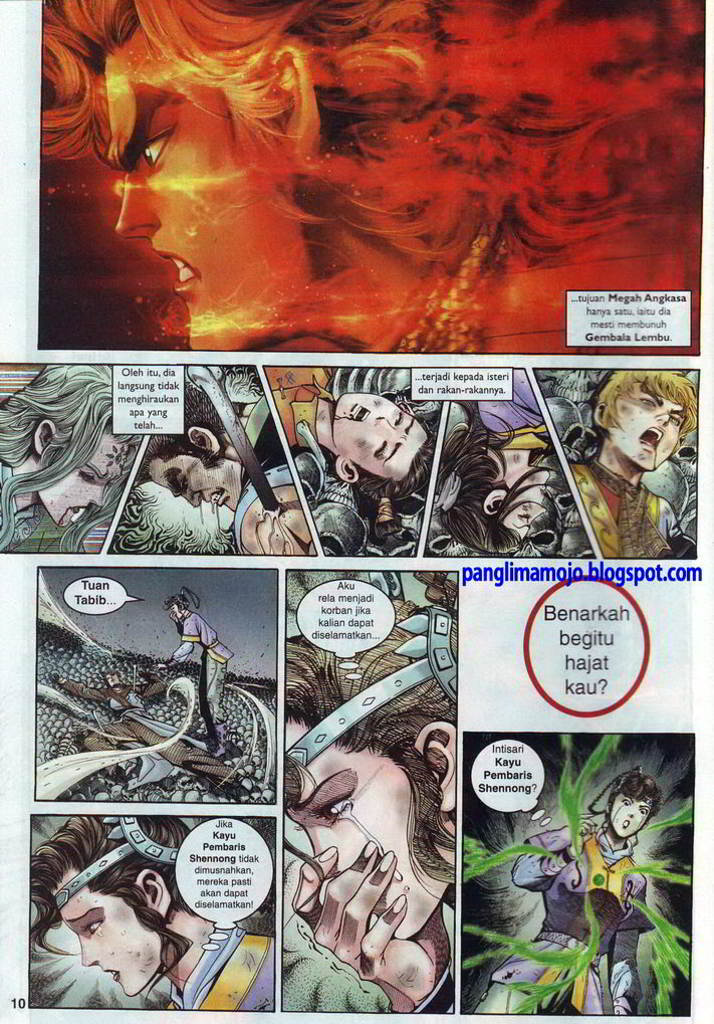 ...tujuan Megah Angkasa
hanya satu, iaitu dia
mesti membunuh
Gembala Lembu.
Oleh itu, dia
langsung tidak
menghiraukan
apa yang
telah...
...terjadi kepada isteri
dan rakan-rakannya.
panglimamojo.blogspot.com
Tuan
Tabib...
Jika
Kayu
Pembaris
Shennong tidak
dimusnahkan,
mereka pasti
akan dapat
diselamatkan!
Aku
rela menjadi
korban jika
kalian dapat
diselamatkan...
Benarkah
begitu
hajat
kau?
Intisari
Kayu
Pembaris
Shennong?
10